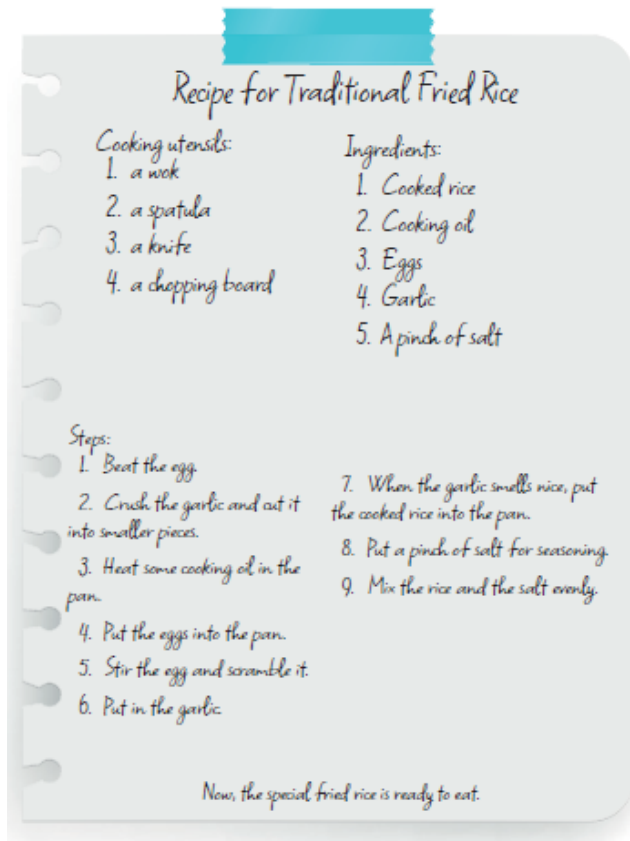 Recipe for Traditional Fried Rice
Cooking utensils:
1. a wok
2. a spatula
3. a knife
4. a chopping board
Ingredients:
1. Cooked rice
2. Cooking oil
3. Eggs
4. Garlic
5. A pinch of salt
Steps:
1. Beat the egg.
2. Crush the garlic and cut it
into smaller pieces.
3. Heat some cooking oil in the
pan.
4. Put the eggs into the pan.
5. Stir the egg and scramble it.
6. Put in the garlic
7. When the garlic smells nice, put
the cooked rice into the pan.
8. Put a pinch of salt for seasoning.
9. Mix the rice and the salt evenly.
Now, the special fried rice is ready to eat.